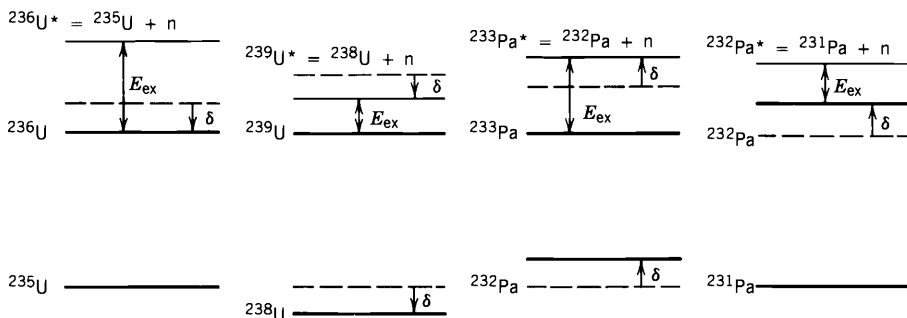 ²³⁶U* = ²³⁵U + n
E_ex
δ
²³⁶U
²³⁵U
²³⁹U* = ²³⁸U + n
δ
E_ex
²³⁹U
δ
²³⁸U
²³³Pa* = ²³²Pa + n
δ
E_ex
²³³Pa
δ
²³²Pa
²³²Pa* = ²³¹Pa + n
E_ex
δ
²³²Pa
²³¹Pa